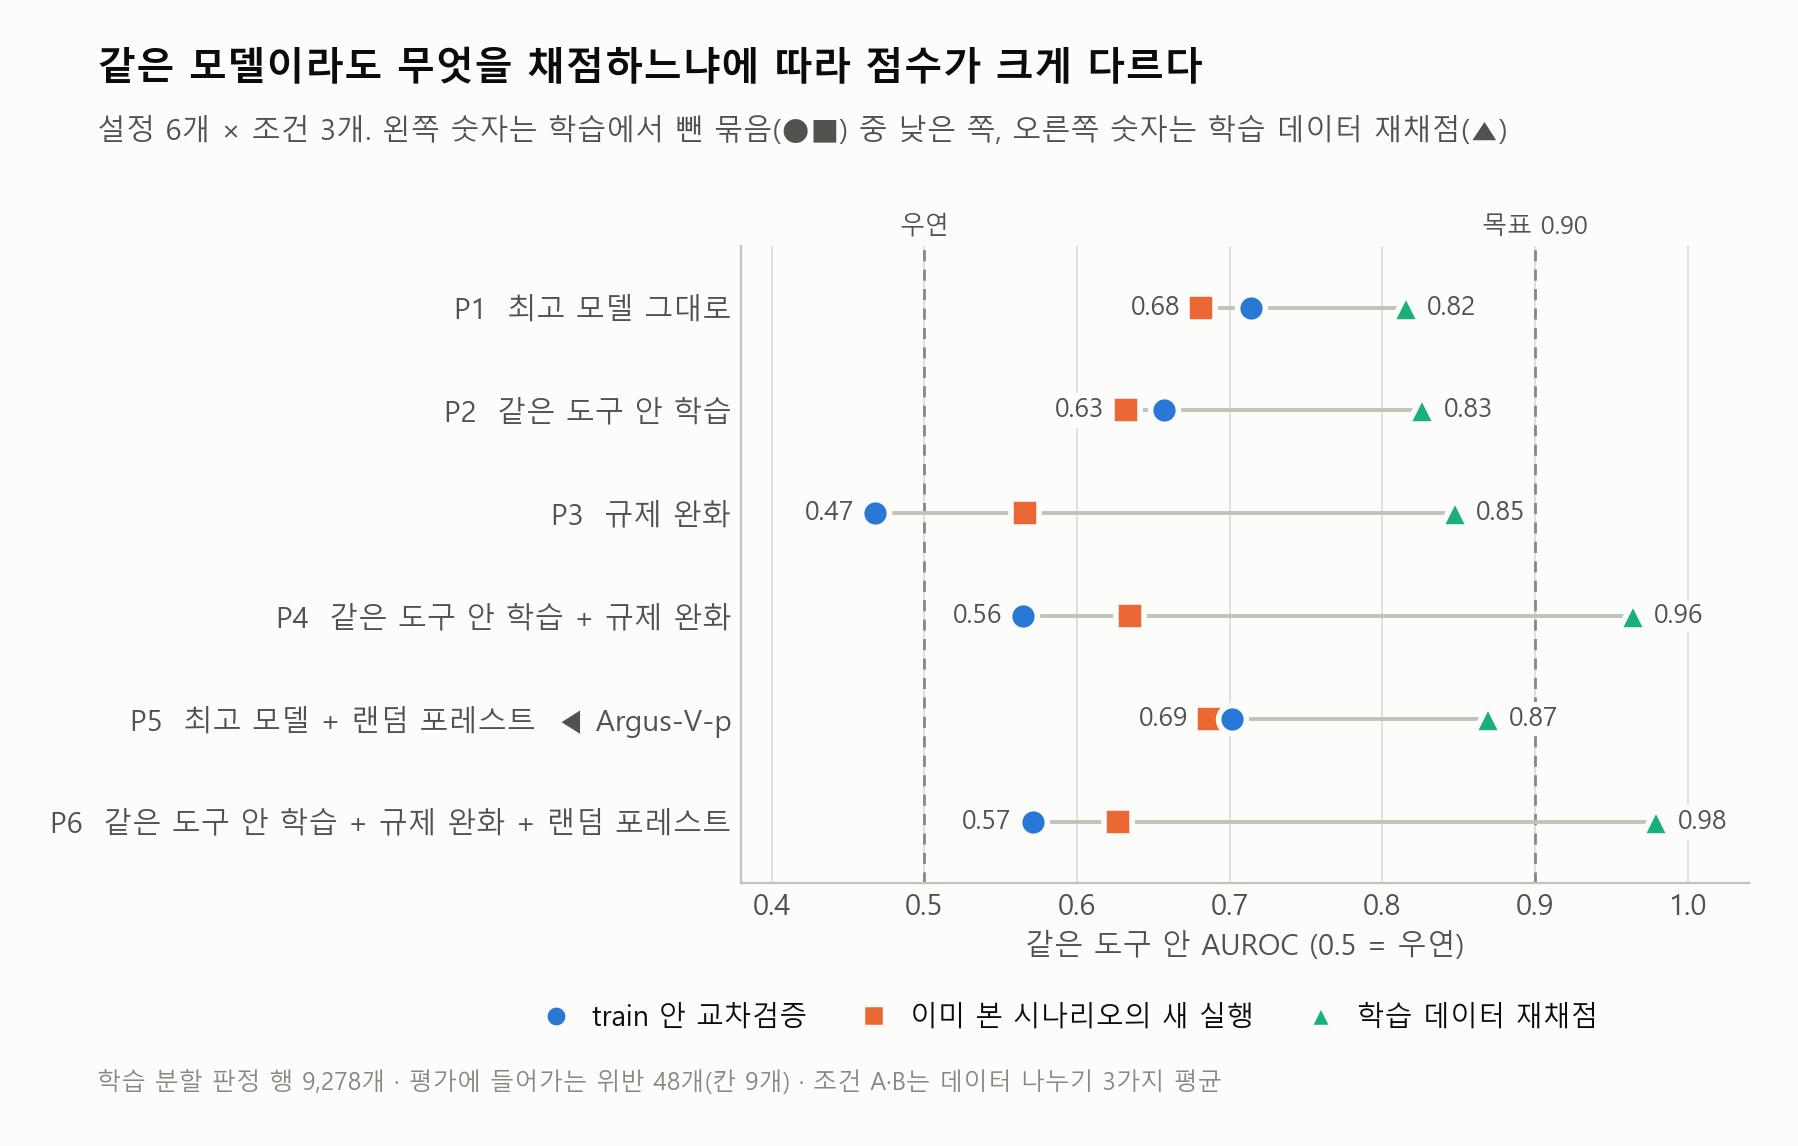 같은 모델이라도 무엇을 채점하느냐에 따라 점수가 크게 다르다
설정 6개 × 조건 3개. 왼쪽 숫자는 학습에서 뺀 묶음(●■) 중 낮은 쪽, 오른쪽 숫자는 학습 데이터 재채점(▲)
우연
목표 0.90
P1 최고 모델 그대로
0.68
0.82
P2 같은 도구 안 학습
0.63
0.83
P3 규제 완화
0.47
0.85
P4 같은 도구 안 학습 + 규제 완화
0.56
0.96
P5 최고 모델 + 랜덤 포레스트 ◀ Argus-V-p
0.69
0.87
P6 같은 도구 안 학습 + 규제 완화 + 랜덤 포레스트
0.57
0.98
0.4 0.5 0.6 0.7 0.8 0.9 1.0
같은 도구 안 AUROC (0.5 = 우연)
train 안 교차검증
이미 본 시나리오의 새 실행
학습 데이터 재채점
학습 분할 판정 행 9,278개 · 평가에 들어가는 위반 48개(칸 9개) · 조건 A·B는 데이터 나누기 3가지 평균